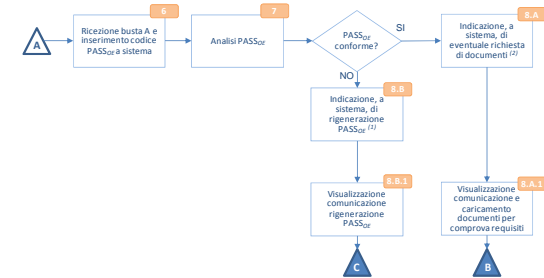 6
7
8.A
A
Ricezione busta A e
inserimento codice
PASSOE a sistema
Analisi PASSOE
PASSOE
conforme?
SI
Indicazione, a
sistema, di
eventuale richiesta
di documenti (2)
NO
8.B
Indicazione, a
sistema, di
rigenerazione
PASSOE (1)
8.B.1
8.A.1
Visualizzazione
comunicazione
rigenerazione
PASSOE
Visualizzazione
comunicazione e
caricamento
documenti per
comprova requisiti
C
B